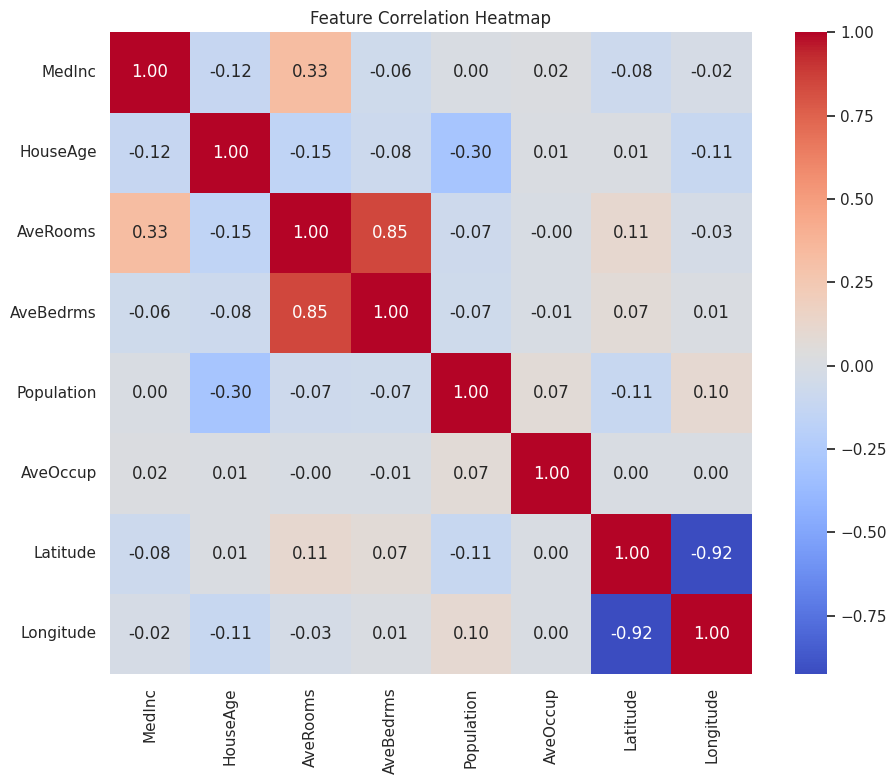 Feature Correlation Heatmap
MedInc 1.00 -0.12 0.33 -0.06 0.00 0.02 -0.08 -0.02
HouseAge -0.12 1.00 -0.15 -0.08 -0.30 0.01 0.01 -0.11
AveRooms 0.33 -0.15 1.00 0.85 -0.07 -0.00 0.11 -0.03
AveBedrms -0.06 -0.08 0.85 1.00 -0.07 -0.01 0.07 0.01
Population 0.00 -0.30 -0.07 -0.07 1.00 0.07 -0.11 0.10
AveOccup 0.02 0.01 -0.00 -0.01 0.07 1.00 0.00 0.00
Latitude -0.08 0.01 0.11 0.07 -0.11 0.00 1.00 -0.92
Longitude -0.02 -0.11 -0.03 0.01 0.10 0.00 -0.92 1.00
MedInc HouseAge AveRooms AveBedrms Population AveOccup Latitude Longitude
1.00
0.75
0.50
0.25
0.00
−0.25
−0.50
−0.75